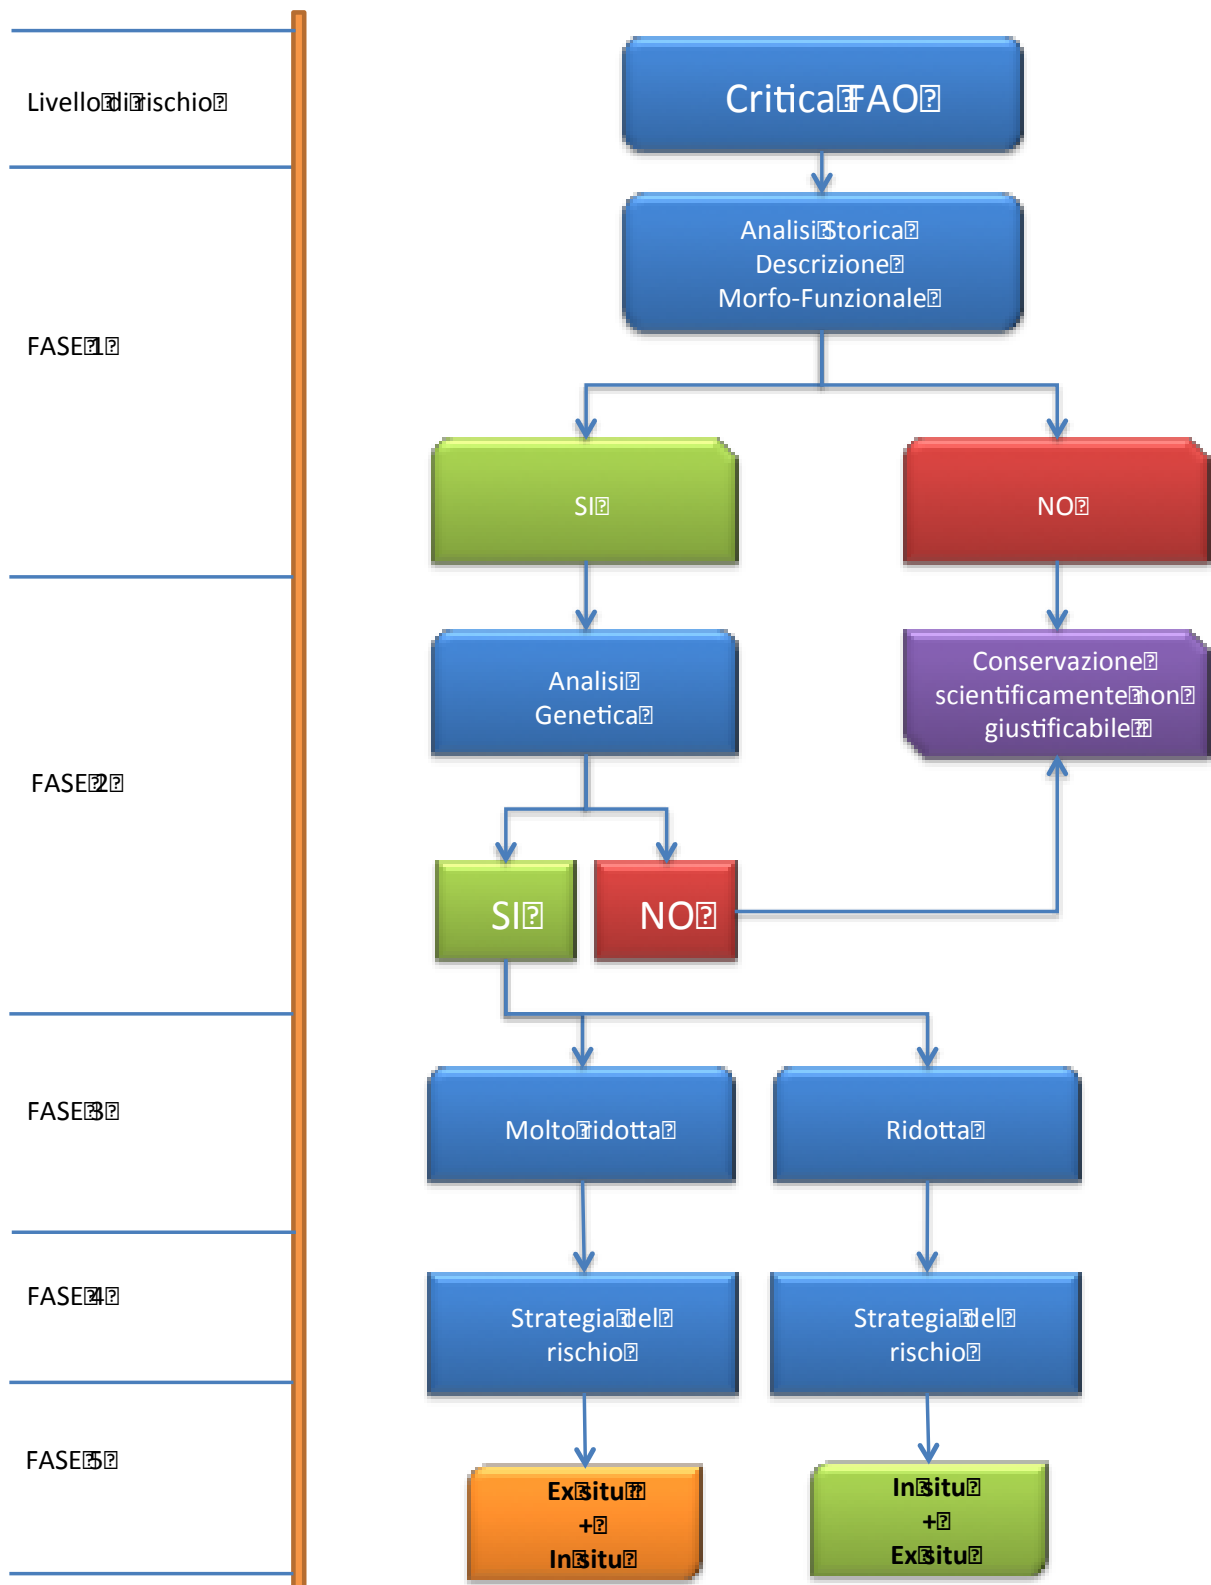 Livello di rischio
Critica FAO
FASE 1
Analisi Storica
Descrizione
Morfo-Funzionale
SI
NO
FASE 2
Analisi
Genetica
Conservazione
scientificamente non
giustificabile
SI
NO
FASE 3
Molto ridotta
Ridotta
FASE 4
Strategia del
rischio
Strategia del
rischio
FASE 5
Ex situ
+
In situ
In situ
+
Ex situ